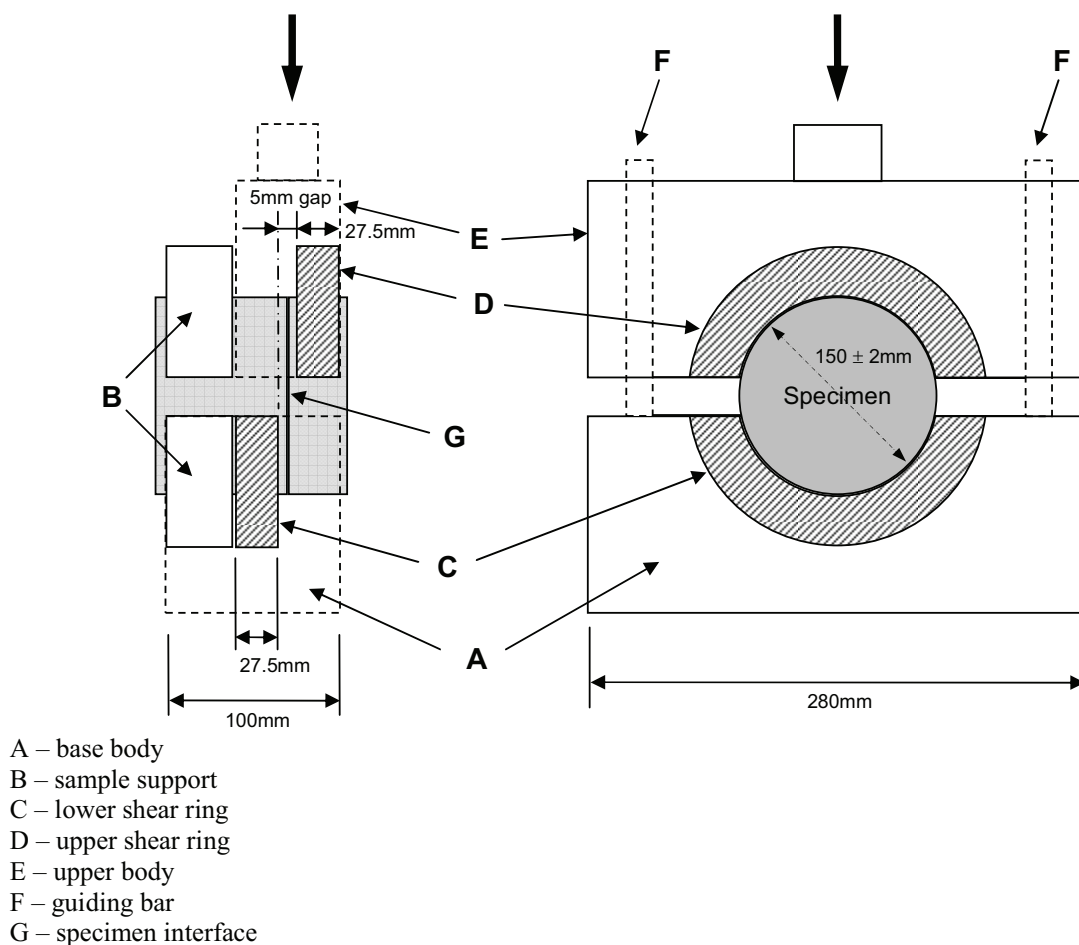 F
F
5mm gap
27.5mm
E
D
150 ± 2mm
Specimen
B
G
C
A
27.5mm
100mm
280mm
A – base body
B – sample support
C – lower shear ring
D – upper shear ring
E – upper body
F – guiding bar
G – specimen interface